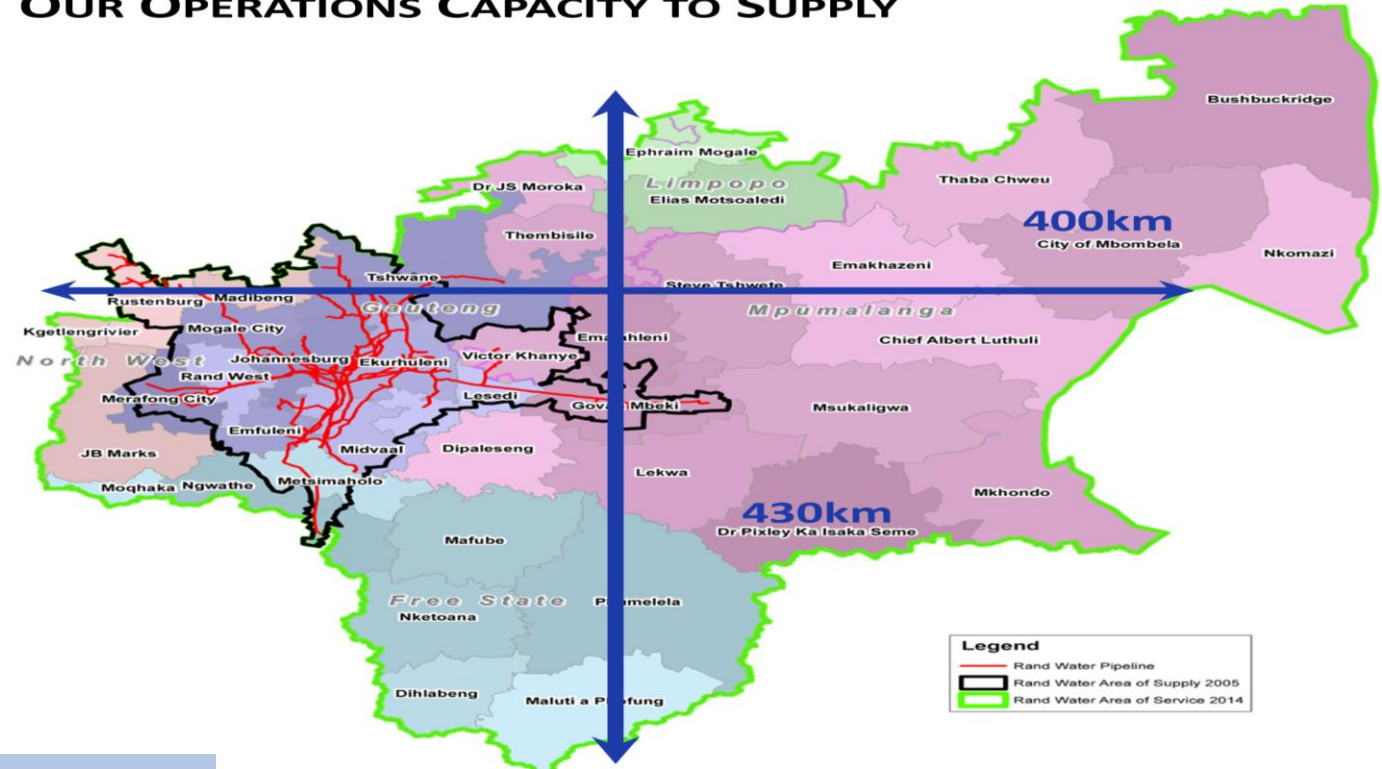 OUR OPERATIONS CAPACITY TO SUPPLY
Bushbuckridge
Ephraim Mogale
Thaba Chweu
Limpopo
Dr JS Moroka
Elias Motsoaledi
400km
Thembisile
City of Mbombela
Nkomazi
Emakhazeni
Tshwane
Steve Tshwete
Rustenburg
Madibeng
Gauteng
Mpumalanga
Kgetlengrivier
Mogale City
Chief Albert Luthuli
North West
Johannesburg
Ekurhuleni
Victor Khanye
Rand West
Lesedi
Merafong City
Mbeki
Msukaligwa
Emfuleni
JB Marks
Midvaal
Dipaleseng
Lekwa
Moqhaka
Ngwathe
Metsimaholo
Mkhondo
430km
Dr Pixley Ka Isaka Seme
Mafube
Free State
Nketoana
Dihlabeng
Maluti a
Legend
Rand Water Pipeline
Rand Water Area of Supply 2005
Rand Water Area of Service 2014